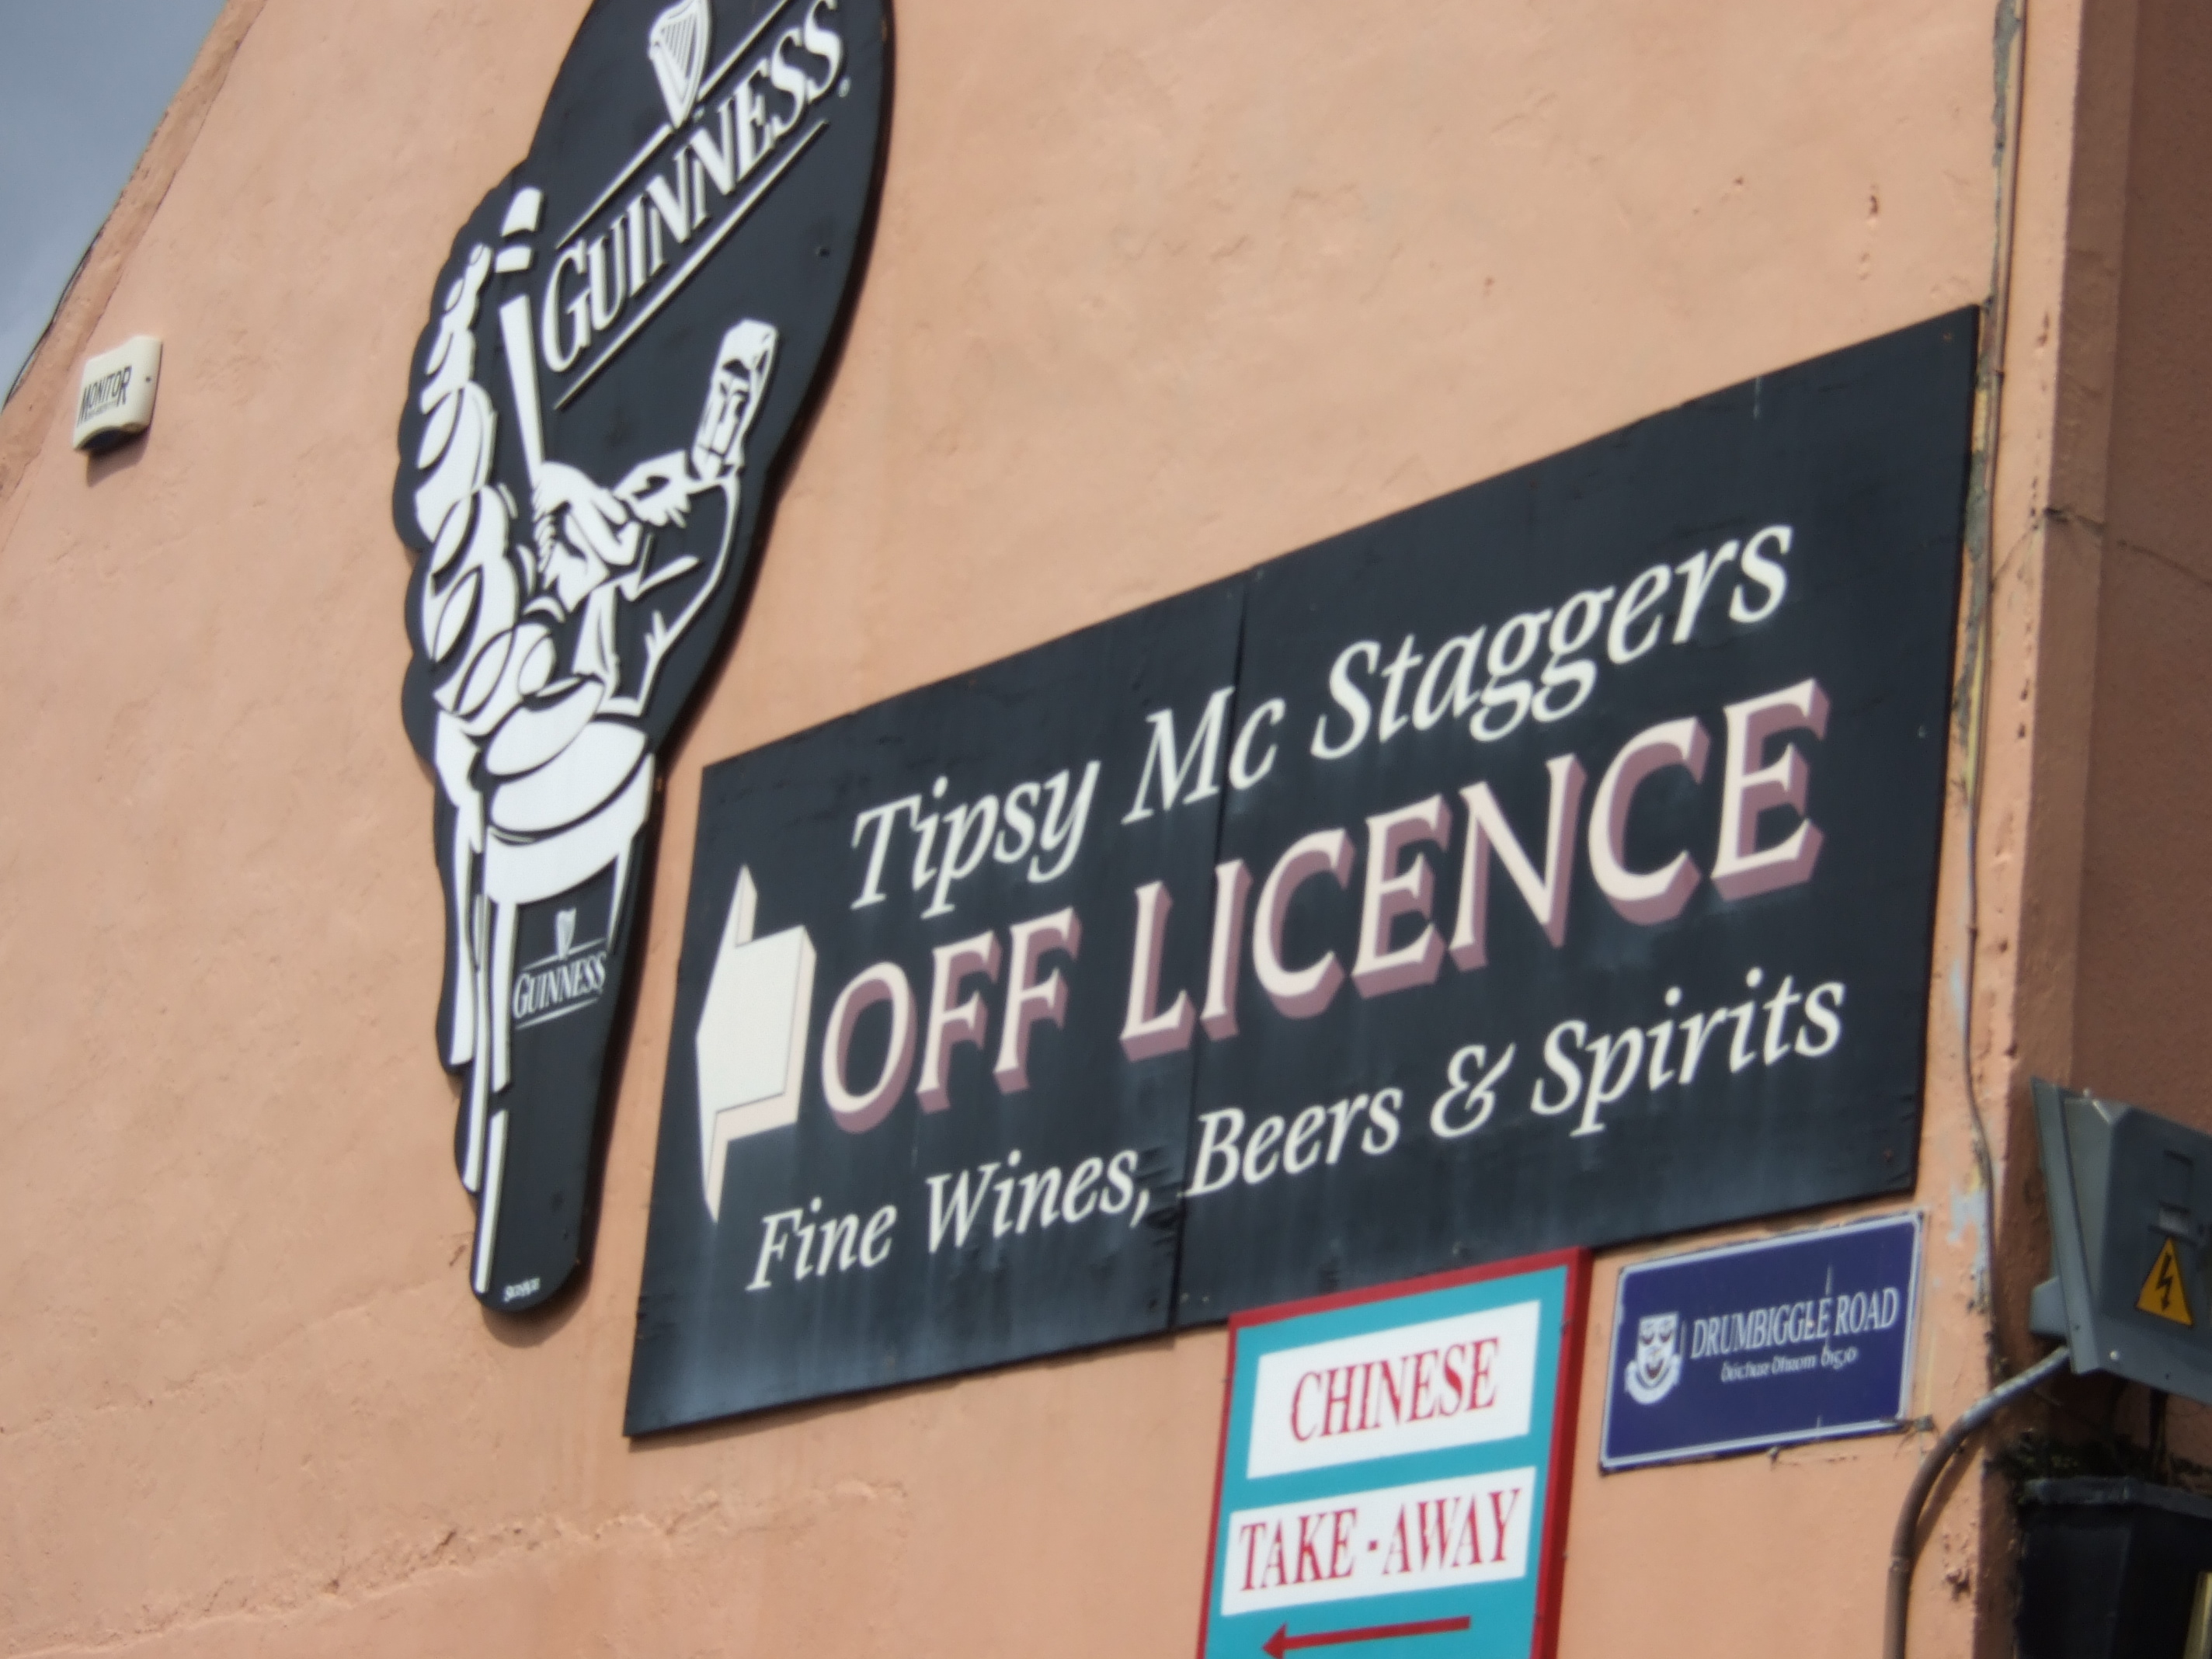 GUINNESS
MONITOR
Tipsy Mc Staggers
OFF LICENCE
Fine Wines, Beers & Spirits
GUINNESS
DRUMBIGGLE ROAD
CHINESE
TAKE-AWAY